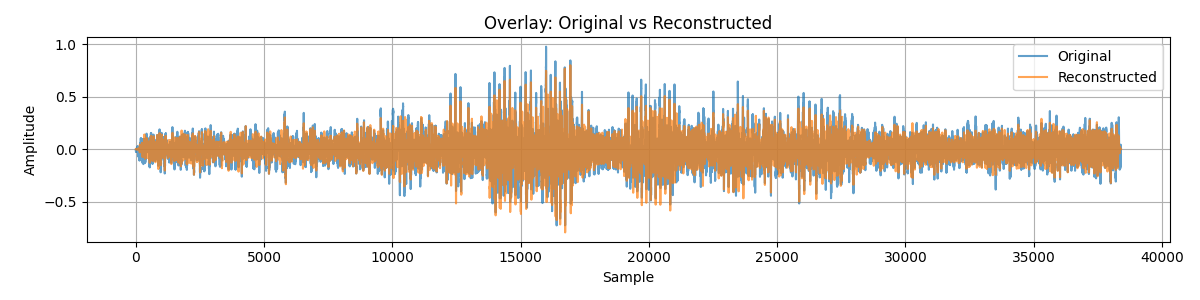 Overlay: Original vs Reconstructed
Original
Reconstructed
Amplitude
1.0
0.5
0.0
−0.5
0 5000 10000 15000 20000 25000 30000 35000 40000
Sample